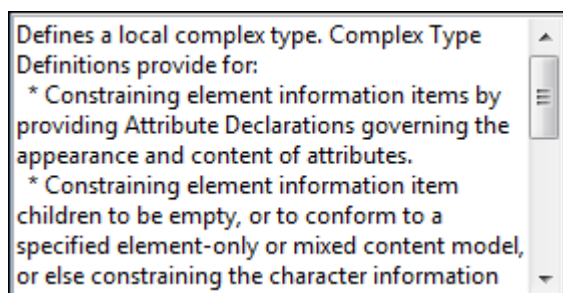 Defines a local complex type. Complex Type
Definitions provide for:
* Constraining element information items by
providing Attribute Declarations governing the
appearance and content of attributes.
* Constraining element information item
children to be empty, or to conform to a
specified element-only or mixed content model,
or else constraining the character information